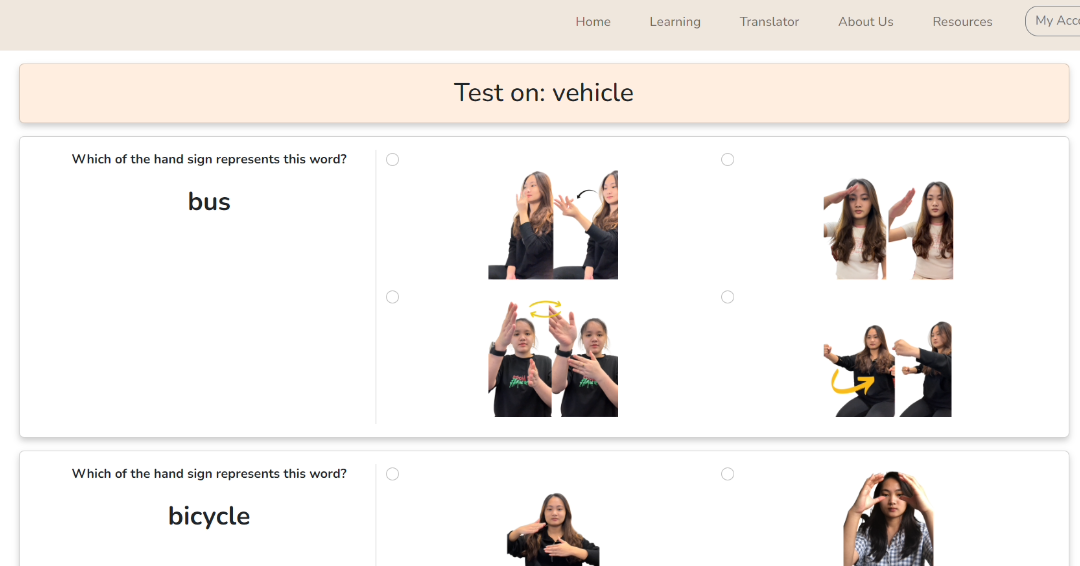 Home Learning Translator About Us Resources My Acco
Test on: vehicle
Which of the hand sign represents this word?
bus
Which of the hand sign represents this word?
bicycle